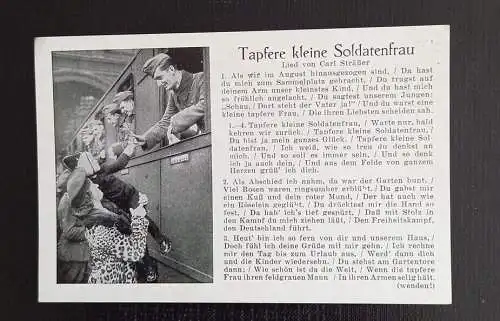 Tapfere kleine Soldatenfrau
Lied von Carl Sträßer
1. Als wir im August hinausgezogen sind, / Da hast
du mich zum Sammelplatz gebracht, / Du trugst auf
deinem Arm unser kleinstes Kind, / Und du hast mich
so fröhlich angelacht. / Du sagtest unserem Jungen:
„Schau, / Dort steht der Vater ja!“ / Und du warst eine
kleine tapfere Frau, / Die ihren Liebsten scheiden sah.
1.—4. Tapfere kleine Soldatenfrau, / Warte nur, bald
kehren wir zurück. / Tapfere kleine Soldatenfrau, /
Du bist ja mein ganzes Glück. / Tapfere kleine Sol-
datenfrau, / Ich weiß, wie so treu du denkst an
mich. / Und so soll es immer sein, / Und so denk
ich ja auch dein, / Und aus dem Felde von ganzem
Herzen grüß' ich dich.
2. Als Abschied ich nahm, da war der Garten bunt, /
Viel Rosen waren ringsumher erblüht. / Du gabst mir
einen Kuß und dein roter Mund, / Der hat auch wie
ein Röselein geglüht. / Du drücktest mir die Hand so
fest, / Da hab' ich's tief gespürt, / Daß mit Stolz in
den Kampf du mich ziehen läßt, / Den Freiheitskampf,
den Deutschland führt.
3. Heut' bin ich so fern von dir und unserem Haus, /
Doch fühl ich deine Grüße mit mir gehn. / Ich rechne
mir den Tag bis zum Urlaub aus, / Werd' dann dich
und die Kinder wiedersehn. / Du stehst am Gartentore
dann; / Wie schön ist da die Welt, / Wenn die tapfere
Frau ihren feldgrauen Mann / In ihren Armen selig hält.
(wenden!)